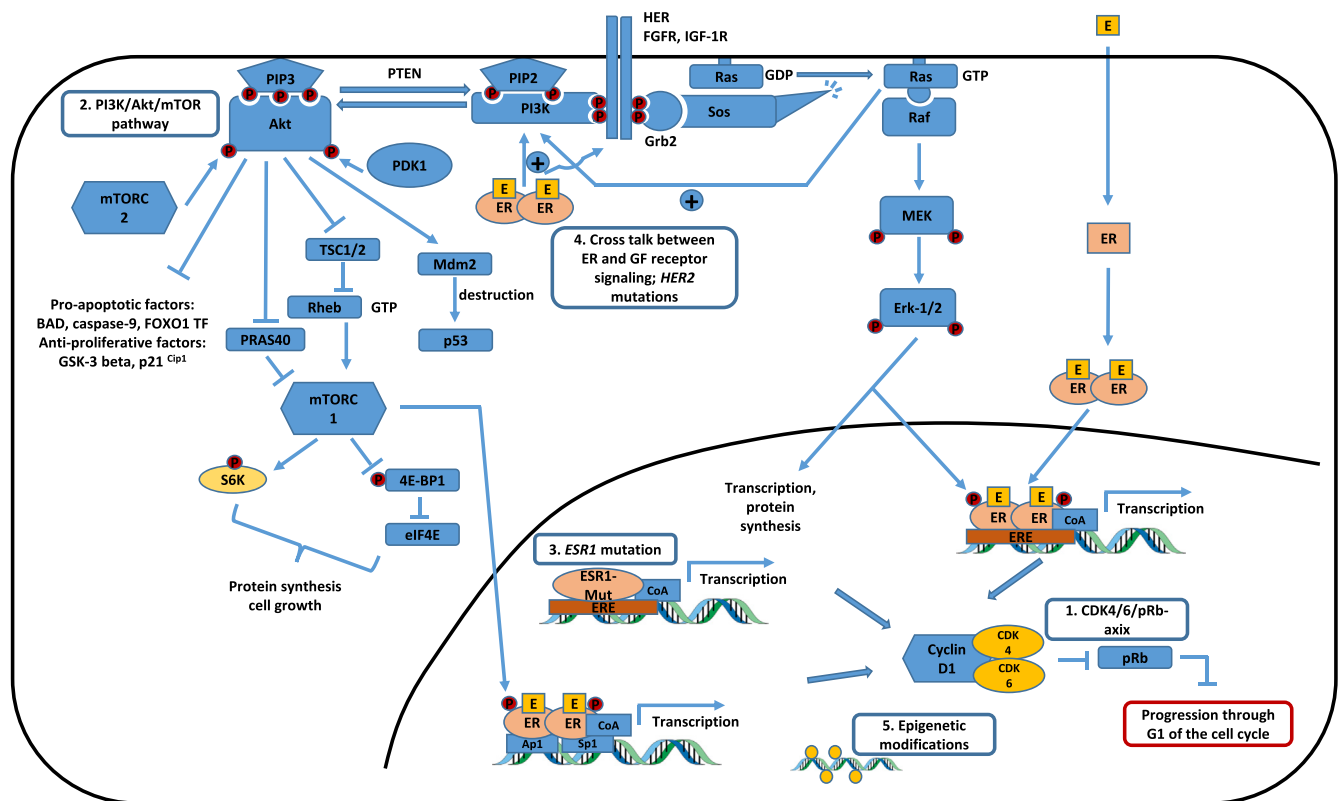 HER
FGFR, IGF-1R
E
PIP3
PTEN
PIP2
Ras
GDP
Ras
GTP
P
P
P
P
P
2. PI3K/Akt/mTOR
pathway
Akt
PI3K
P
P
P
P
Sos
Raf
Grb2
P
P
PDK1
mTORC
2
+
E
E
ER
ER
+
MEK
P
P
ER
4. Cross talk between
ER and GF receptor
signaling; HER2
mutations
TSC1/2
Mdm2
destruction
Rheb
GTP
Erk-1/2
P
P
Pro-apoptotic factors:
BAD, caspase-9, FOXO1 TF
Anti-proliferative factors:
GSK-3 beta, p21 Cip1
PRAS40
p53
E
E
ER
ER
mTORC
1
P
S6K
P
4E-BP1
eIF4E
Protein synthesis
cell growth
Transcription,
protein
synthesis
P
E
E
P
ER
ER
CoA
ERE
Transcription
3. ESR1 mutation
ESR1-
Mut
CoA
ERE
Transcription
1. CDK4/6/pRb-
axix
Cyclin
D1
CDK
4
CDK
6
pRb
P
E
E
P
ER
ER
CoA
Ap1
Sp1
Transcription
5. Epigenetic
modifications
Progression through
G1 of the cell cycle